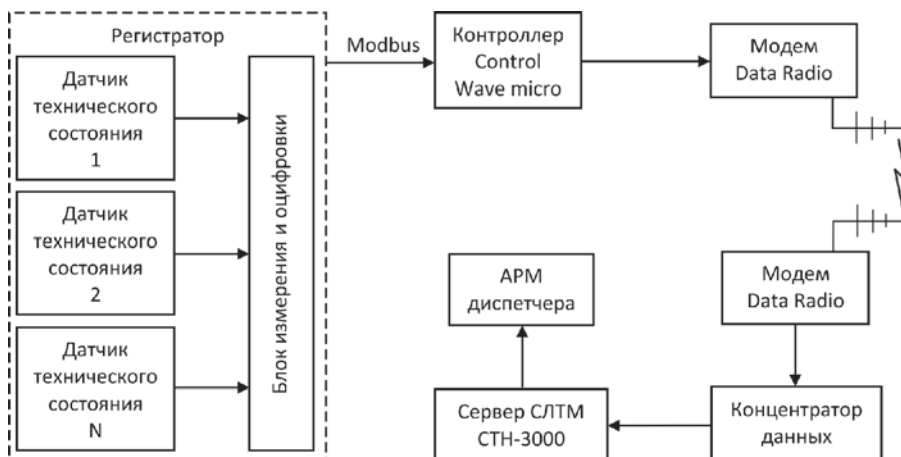 Регистратор
Датчик
технического
состояния
1
Датчик
технического
состояния
2
Датчик
технического
состояния
N
Блок измерения и оцифровки
Modbus
Контроллер
Control
Wave micro
Модем
Data Radio
Модем
Data Radio
АРМ
диспетчера
Сервер СЛТМ
СТН-3000
Концентратор
данных